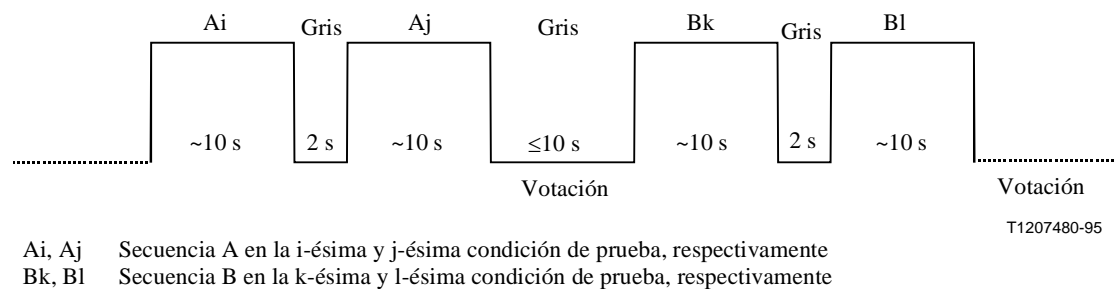 Ai Gris Aj Gris Bk Gris Bl
~10 s 2 s ~10 s ≤10 s ~10 s 2 s ~10 s
Votación Votación
T1207480-95
Ai, Aj Secuencia A en la i-ésima y j-ésima condición de prueba, respectivamente
Bk, Bl Secuencia B en la k-ésima y l-ésima condición de prueba, respectivamente